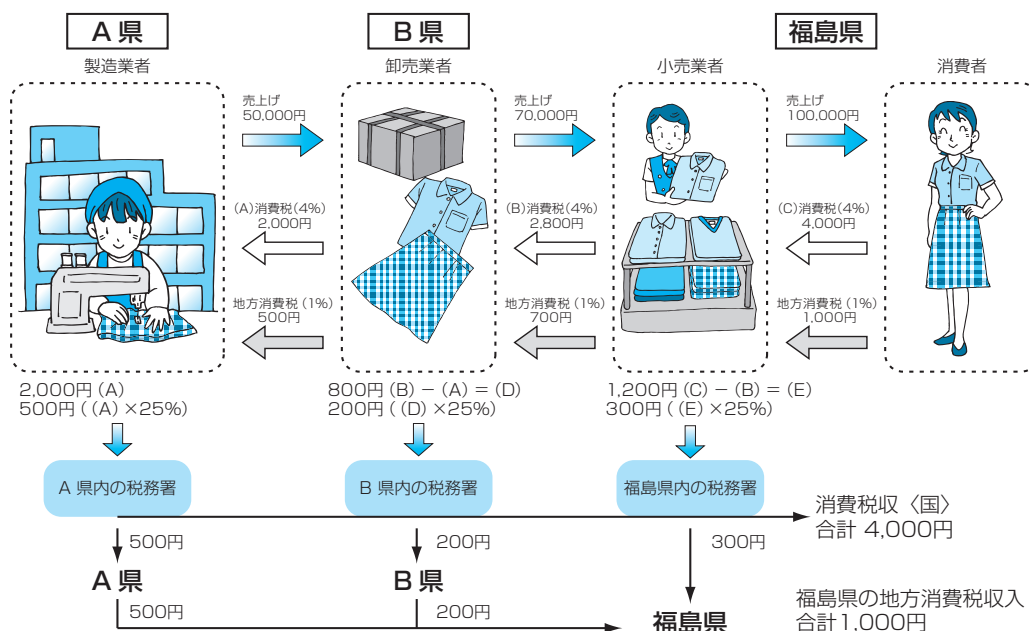 A 県
B 県
福島県
製造業者
卸売業者
小売業者
消費者
売上げ
50,000円
売上げ
70,000円
売上げ
100,000円
(A)消費税(4%)
2,000円
(B)消費税(4%)
2,800円
(C)消費税(4%)
4,000円
地方消費税(1%)
500円
地方消費税(1%)
700円
地方消費税(1%)
1,000円
2,000円(A)
500円((A)×25%)
800円(B)－(A)＝(D)
200円((D)×25%)
1,200円(C)－(B)＝(E)
300円((E)×25%)
A 県内の税務署
B 県内の税務署
福島県内の税務署
消費税収〈国〉
合計 4,000円
500円
200円
300円
A 県
B 県
500円
200円
福島県
福島県の地方消費税収入
合計1,000円